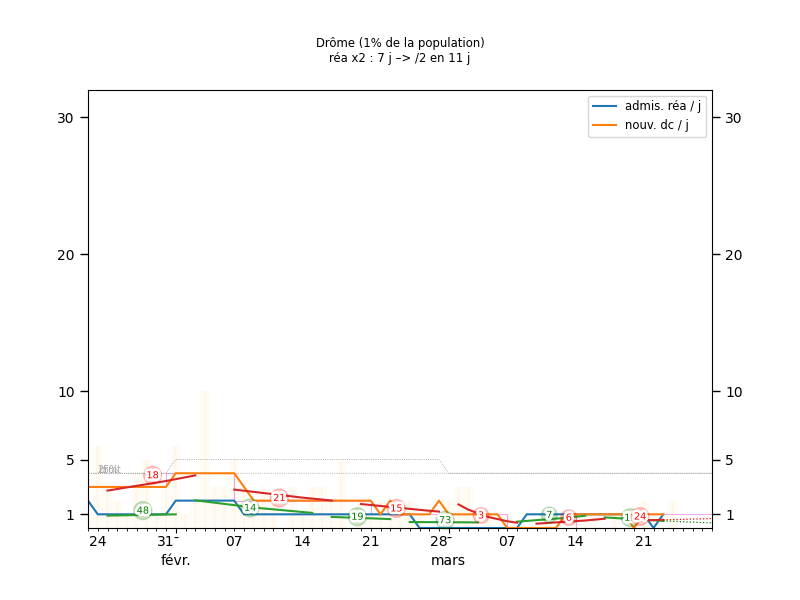 Drôme (1% de la population)
réa x2 : 7 j –> /2 en 11 j
admis. réa / j
nouv. dc / j
30 30
20 20
10 10
5 5
1 1
18
48
21
14
15
19
73
3
7
6
24
24 31 07 14 21 28 07 14 21
févr. mars